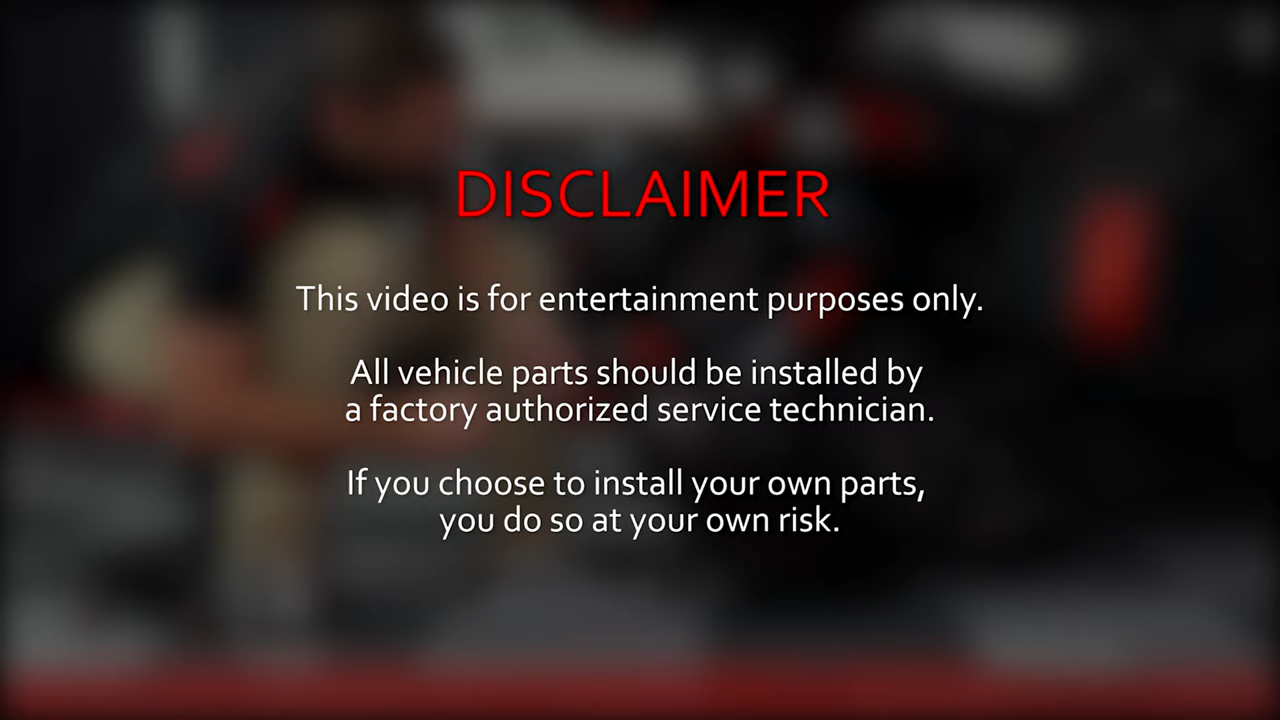 DISCLAIMER
This video is for entertainment purposes only.
All vehicle parts should be installed by
a factory authorized service technician.
If you choose to install your own parts,
you do so at your own risk.